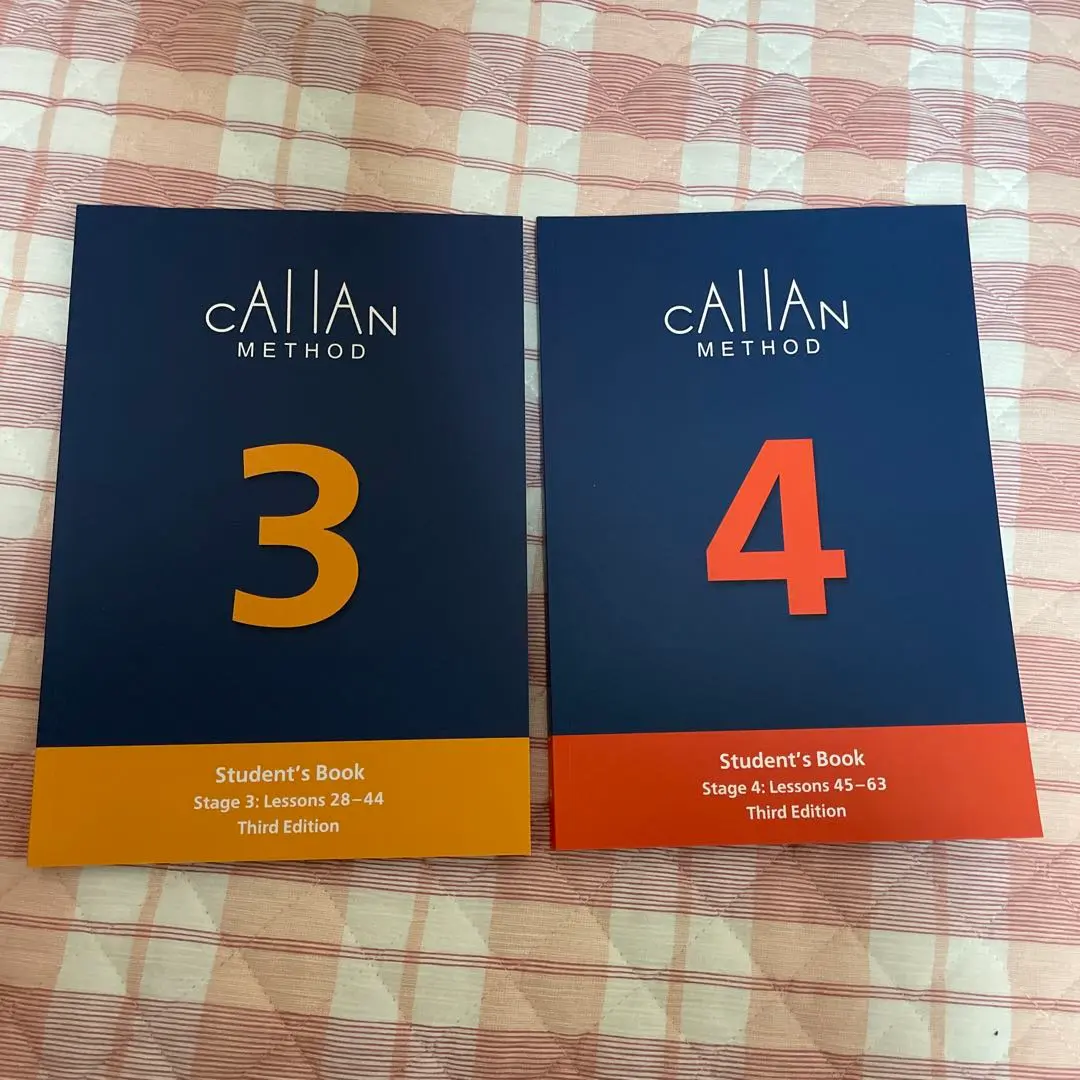 CAllAN
METHOD
3
Student's Book
Stage 3: Lessons 28–44
Third Edition
CAllAN
METHOD
4
Student's Book
Stage 4: Lessons 45–63
Third Edition